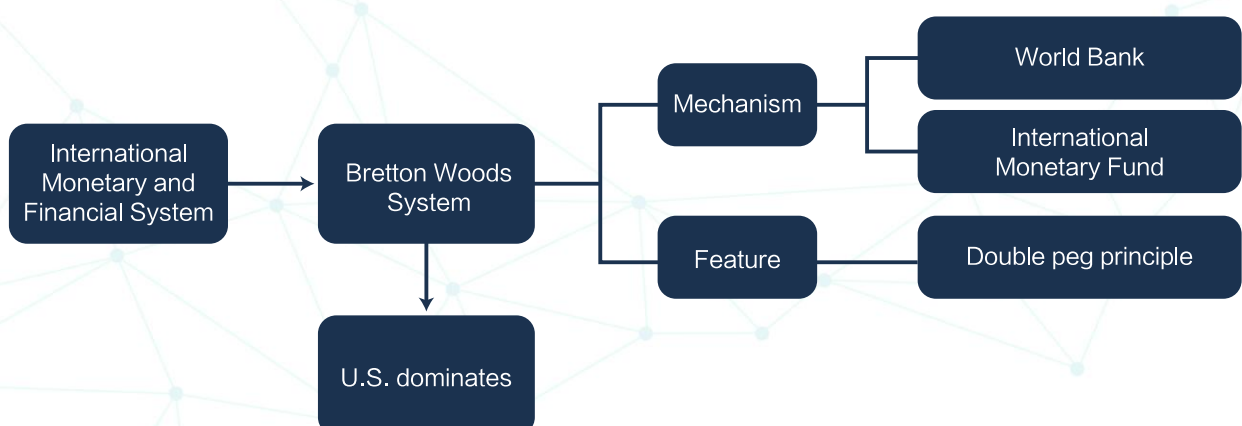 International
Monetary and
Financial System
Bretton Woods
System
U.S. dominates
Mechanism
World Bank
International
Monetary Fund
Feature
Double peg principle